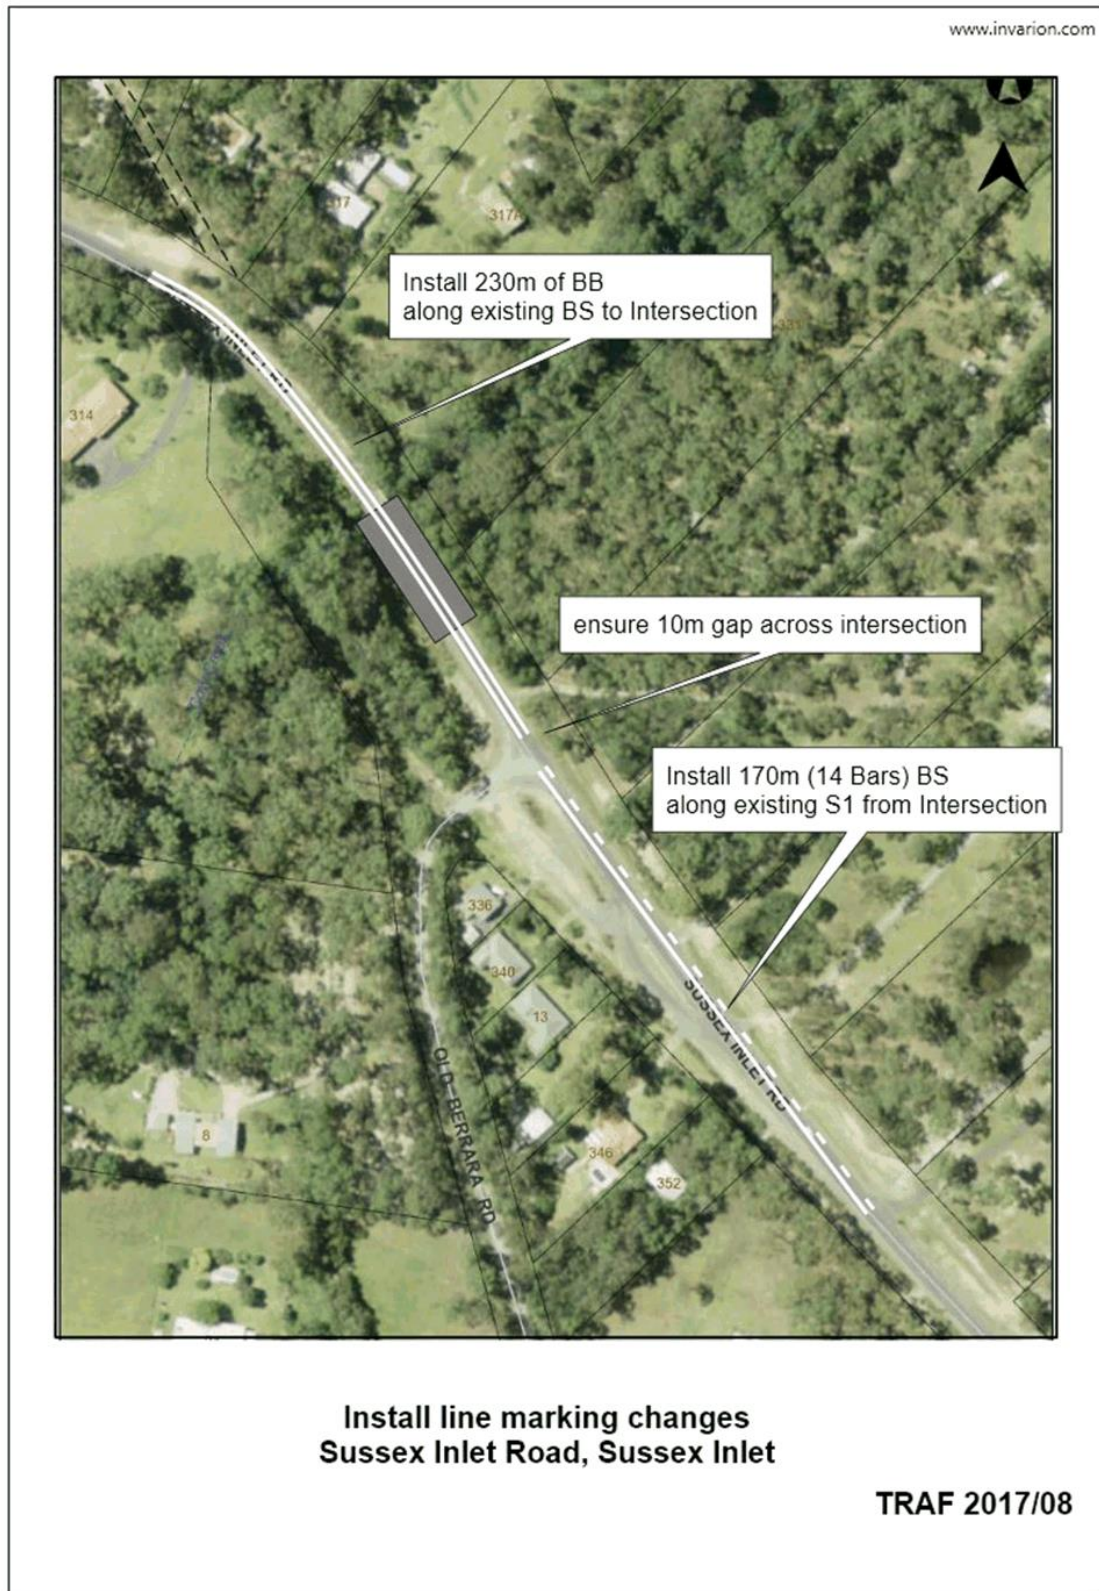 www.invarion.com
317
317A
Install 230m of BB
along existing BS to Intersection
331
314
ensure 10m gap across intersection
Install 170m (14 Bars) BS
along existing S1 from Intersection
336
340
13
SUSSEX INLET RD
OLD BERRARA RD
8
346
352
Install line marking changes
Sussex Inlet Road, Sussex Inlet
TRAF 2017/08